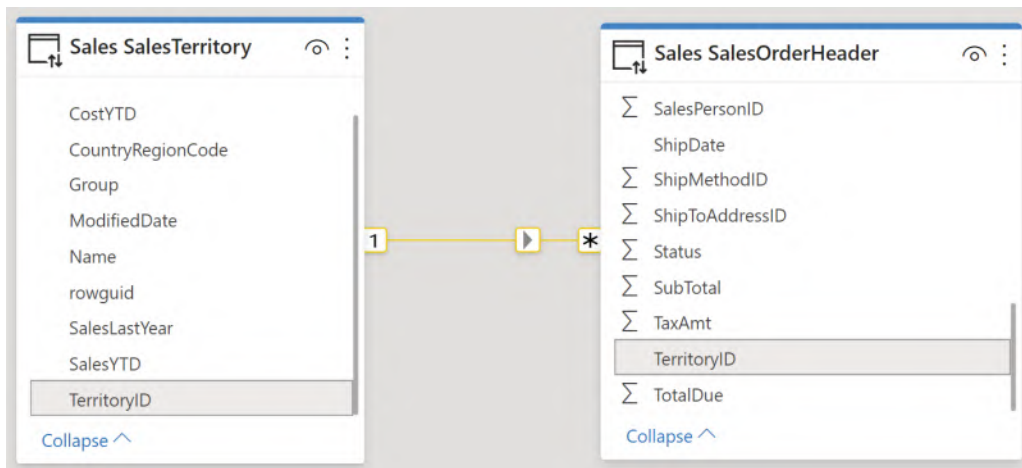 Sales SalesTerritory
CostYTD
CountryRegionCode
Group
ModifiedDate
Name
rowguid
SalesLastYear
SalesYTD
TerritoryID
Collapse
1
*
Sales SalesOrderHeader
Σ SalesPersonID
ShipDate
Σ ShipMethodID
Σ ShipToAddressID
Σ Status
Σ SubTotal
Σ TaxAmt
TerritoryID
Σ TotalDue
Collapse